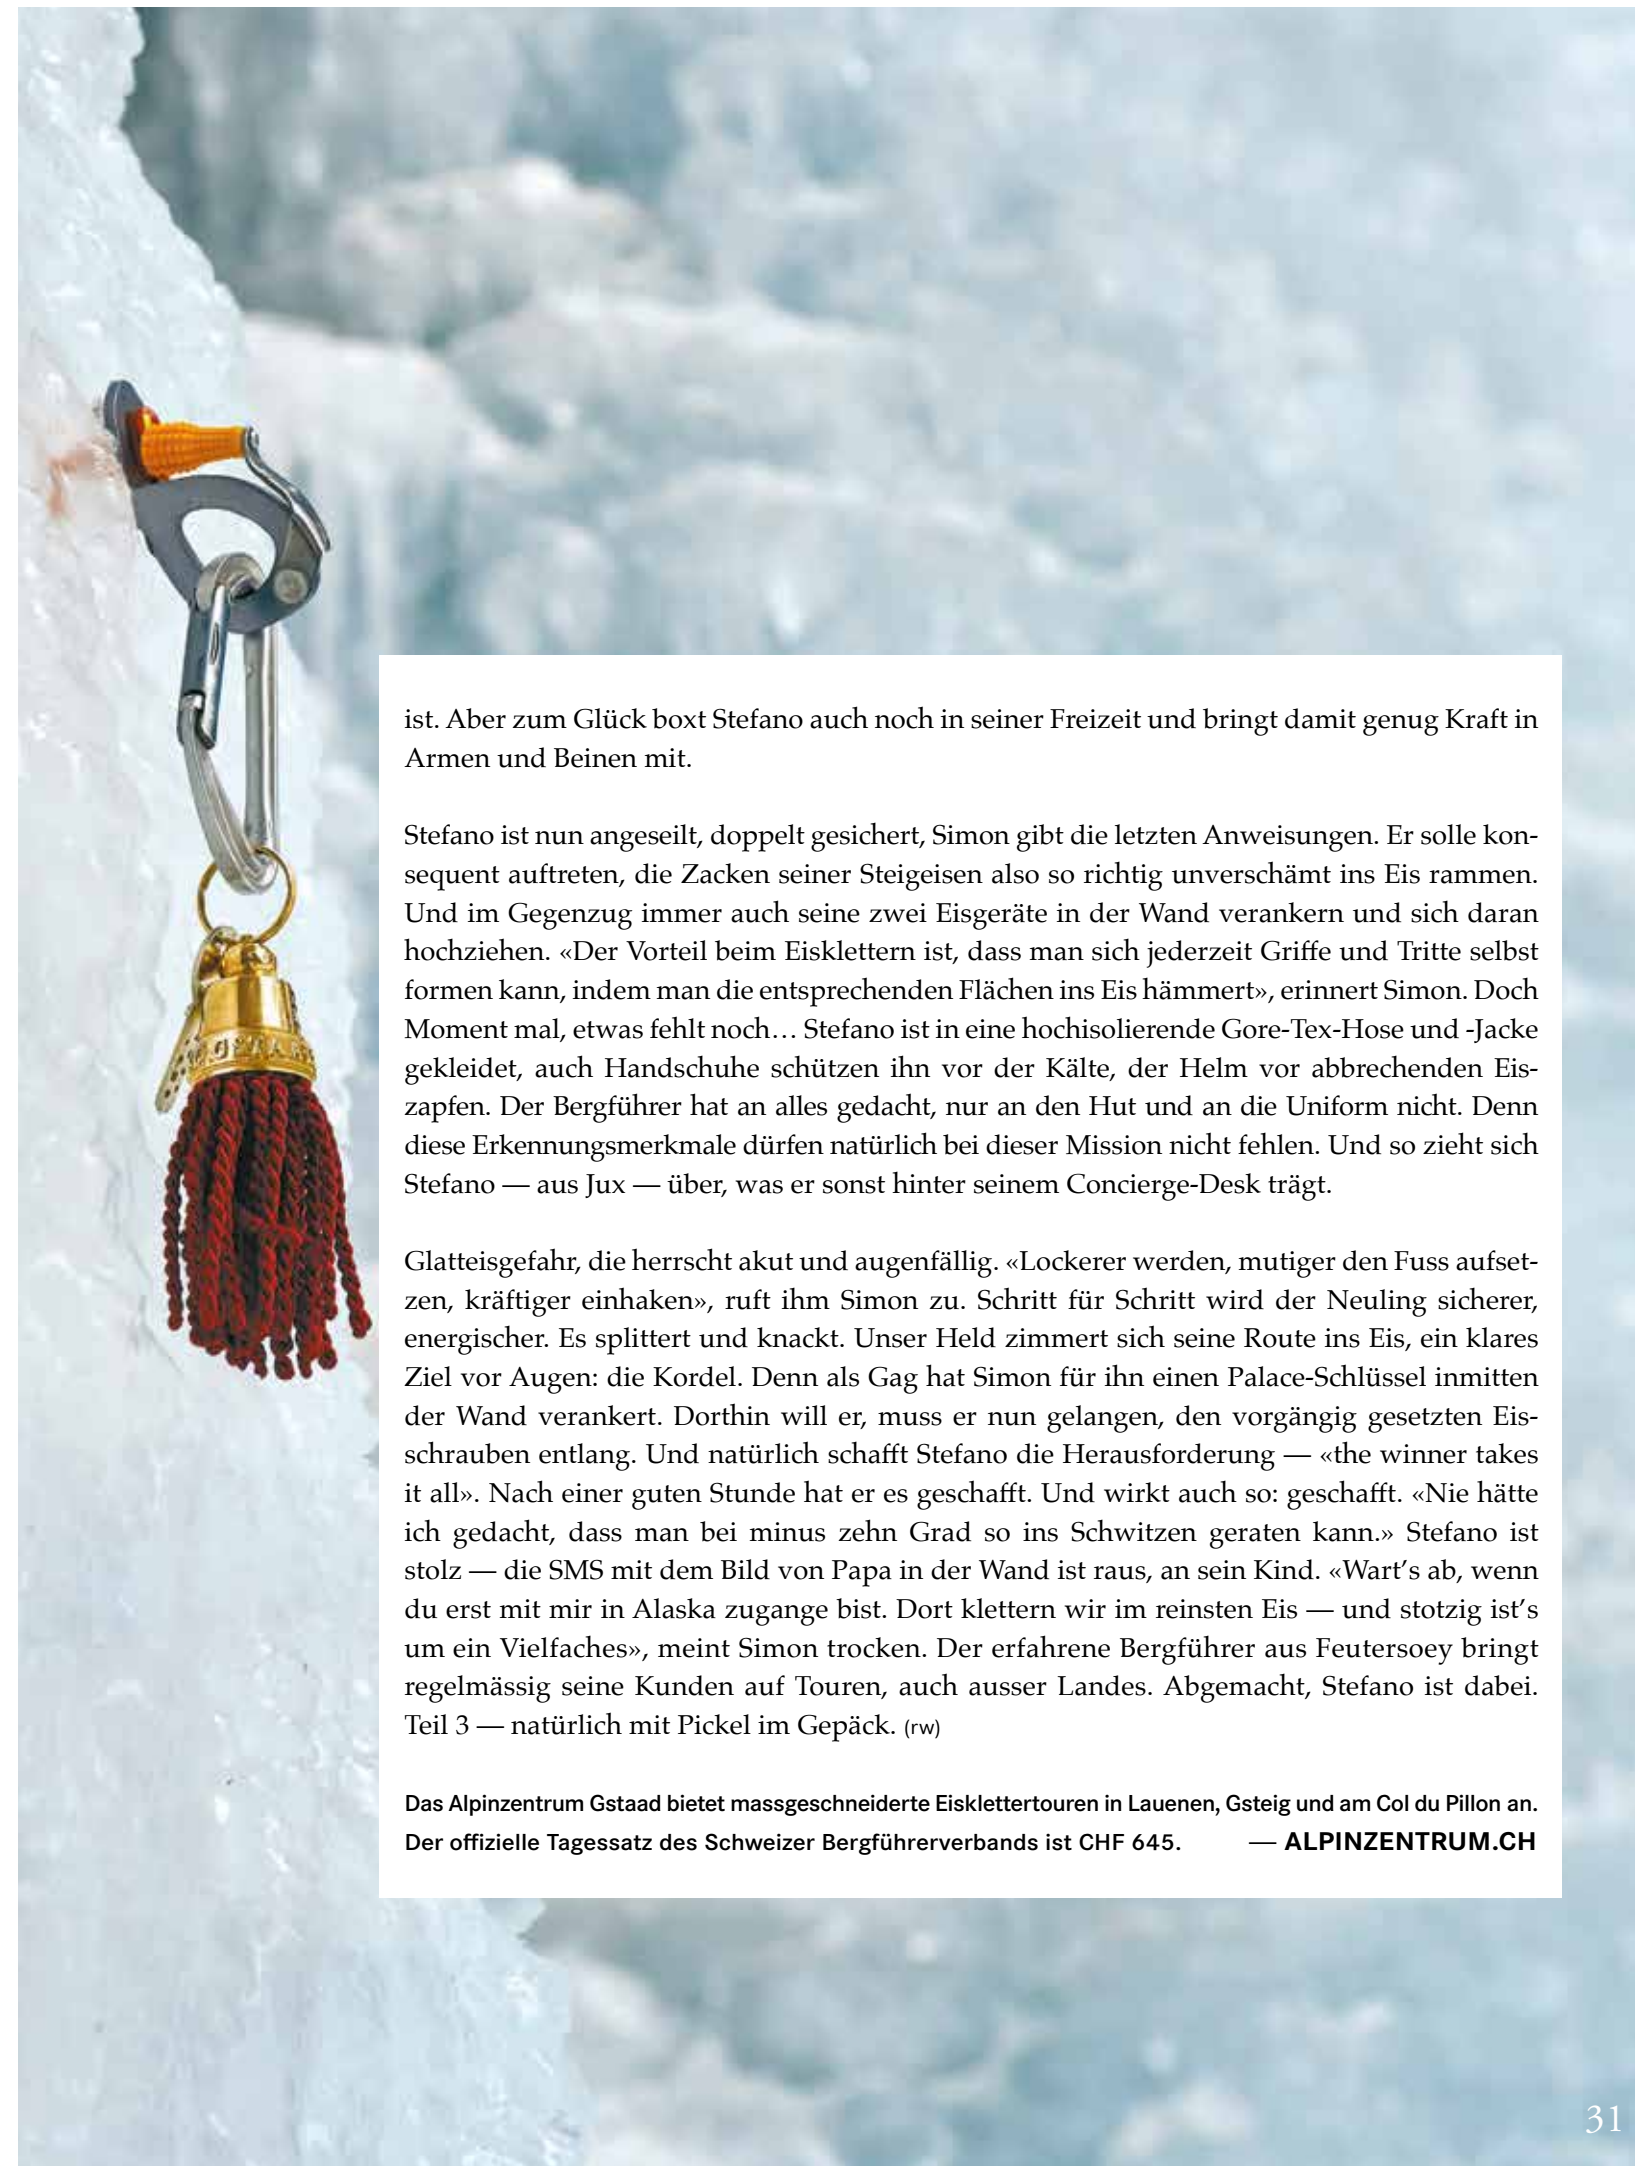 ist. Aber zum Glück boxt Stefano auch noch in seiner Freizeit und bringt damit genug Kraft in
Armen und Beinen mit.
Stefano ist nun angeseilt, doppelt gesichert, Simon gibt die letzten Anweisungen. Er solle kon-
sequent auftreten, die Zacken seiner Steigeisen also so richtig unverschämt ins Eis rammen.
Und im Gegenzug immer auch seine zwei Eisgeräte in der Wand verankern und sich daran
hochziehen. «Der Vorteil beim Eisklettern ist, dass man sich jederzeit Griffe und Tritte selbst
formen kann, indem man die entsprechenden Flächen ins Eis hämmert», erinnert Simon. Doch
Moment mal, etwas fehlt noch… Stefano ist in eine hochisolierende Gore-Tex-Hose und -Jacke
gekleidet, auch Handschuhe schützen ihn vor der Kälte, der Helm vor abbrechenden Eis-
zapfen. Der Bergführer hat an alles gedacht, nur an den Hut und an die Uniform nicht. Denn
diese Erkennungsmerkmale dürfen natürlich bei dieser Mission nicht fehlen. Und so zieht sich
Stefano — aus Jux — über, was er sonst hinter seinem Concierge-Desk trägt.
Glatteisgefahr, die herrscht akut und augenfällig. «Lockerer werden, mutiger den Fuss aufset-
zen, kräftiger einhaken», ruft ihm Simon zu. Schritt für Schritt wird der Neuling sicherer,
energischer. Es splittert und knackt. Unser Held zimmert sich seine Route ins Eis, ein klares
Ziel vor Augen: die Kordel. Denn als Gag hat Simon für ihn einen Palace-Schlüssel inmitten
der Wand verankert. Dorthin will er, muss er nun gelangen, den vorgängig gesetzten Eis-
schrauben entlang. Und natürlich schafft Stefano die Herausforderung — «the winner takes
it all». Nach einer guten Stunde hat er es geschafft. Und wirkt auch so: geschafft. «Nie hätte
ich gedacht, dass man bei minus zehn Grad so ins Schwitzen geraten kann.» Stefano ist
stolz — die SMS mit dem Bild von Papa in der Wand ist raus, an sein Kind. «Wart's ab, wenn
du erst mit mir in Alaska zugange bist. Dort klettern wir im reinsten Eis — und stotzig ist's
um ein Vielfaches», meint Simon trocken. Der erfahrene Bergführer aus Feutersoey bringt
regelmässig seine Kunden auf Touren, auch ausser Landes. Abgemacht, Stefano ist dabei.
Teil 3 — natürlich mit Pickel im Gepäck. (rw)
Das Alpinzentrum Gstaad bietet massgeschneiderte Eisklettertouren in Lauenen, Gsteig und am Col du Pillon an.
Der offizielle Tagessatz des Schweizer Bergführerverbands ist CHF 645. — ALPINZENTRUM.CH
31